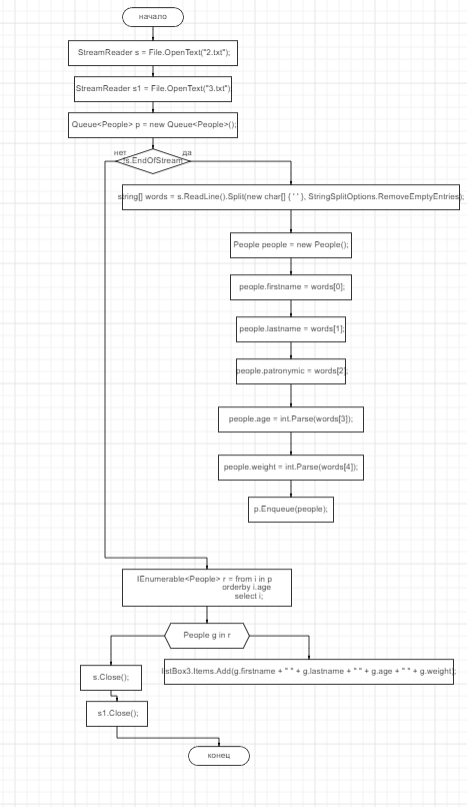 начало
StreamReader s = File.OpenText("2.txt");
StreamReader s1 = File.OpenText("3.txt")
Queue<People> p = new Queue<People>();
нет
да
!s.EndOfStream
string[] words = s.ReadLine().Split(new char[] { ' ' }, StringSplitOptions.RemoveEmptyEntries);
People people = new People();
people.firstname = words[0];
people.lastname = words[1];
people.patronymic = words[2];
people.age = int.Parse(words[3]);
people.weight = int.Parse(words[4]);
p.Enqueue(people);
IEnumerable<People> r = from i in p
orderby i.age
select i;
People g in r
listBox3.Items.Add(g.firstname + " " + g.lastname + " " + g.age + " " + g.weight);
s.Close();
s1.Close();
конец